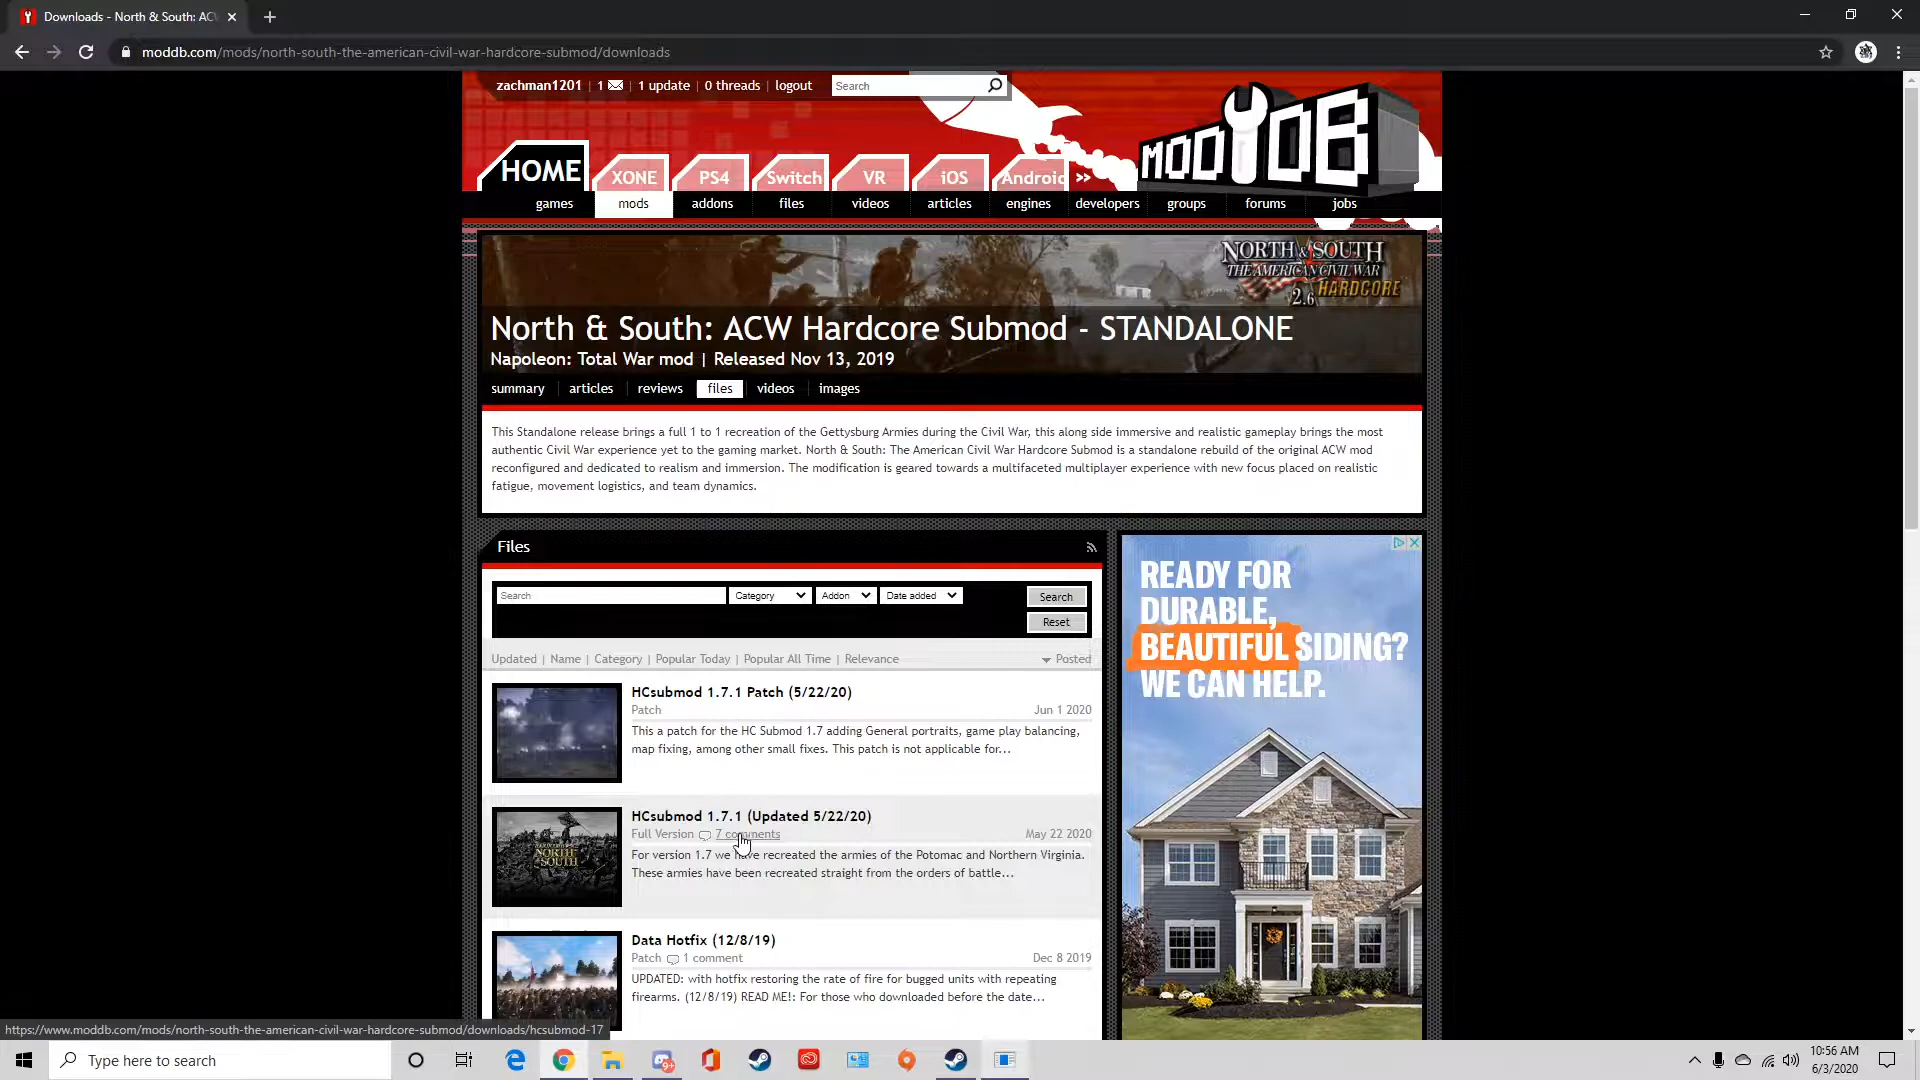 Downloads - North & South: AC
moddb.com/mods/north-south-the-american-civil-war-hardcore-submod/downloads
zachman1201 | 1 | 1 update | 0 threads | logout
Search
MODDB
HOME XONE PS4 Switch VR iOS Android >>
games mods addons files videos articles engines developers groups forums jobs
NORTH & SOUTH
THE AMERICAN CIVIL WAR
2.6 HARDCORE
North & South: ACW Hardcore Submod - STANDALONE
Napoleon: Total War mod | Released Nov 13, 2019
summary articles reviews files videos images
This Standalone release brings a full 1 to 1 recreation of the Gettysburg Armies during the Civil War, this along side immersive and realistic gameplay brings the most
authentic Civil War experience yet to the gaming market. North & South: The American Civil War Hardcore Submod is a standalone rebuild of the original ACW mod
reconfigured and dedicated to realism and immersion. The modification is geared towards a multifaceted multiplayer experience with new focus placed on realistic
fatigue, movement logistics, and team dynamics.
Files
Search Category Addon Date added Search
Reset
Updated | Name | Category | Popular Today | Popular All Time | Relevance Posted
HCsubmod 1.7.1 Patch (5/22/20)
Patch Jun 1 2020
This a patch for the HC Submod 1.7 adding General portraits, game play balancing,
map fixing, among other small fixes. This patch is not applicable for...
HCsubmod 1.7.1 (Updated 5/22/20)
Full Version 7 comments May 22 2020
For version 1.7 we have recreated the armies of the Potomac and Northern Virginia.
These armies have been recreated straight from the orders of battle...
NORTH
SOUTH
Data Hotfix (12/8/19)
Patch 1 comment Dec 8 2019
UPDATED: with hotfix restoring the rate of fire for bugged units with repeating
firearms. (12/8/19) READ ME!: For those who downloaded before the date...
READY FOR
DURABLE,
BEAUTIFUL SIDING?
WE CAN HELP.
https://www.moddb.com/mods/north-south-the-american-civil-war-hardcore-submod/downloads/hcsubmod-17
Type here to search
9+
10:56 AM
6/3/2020